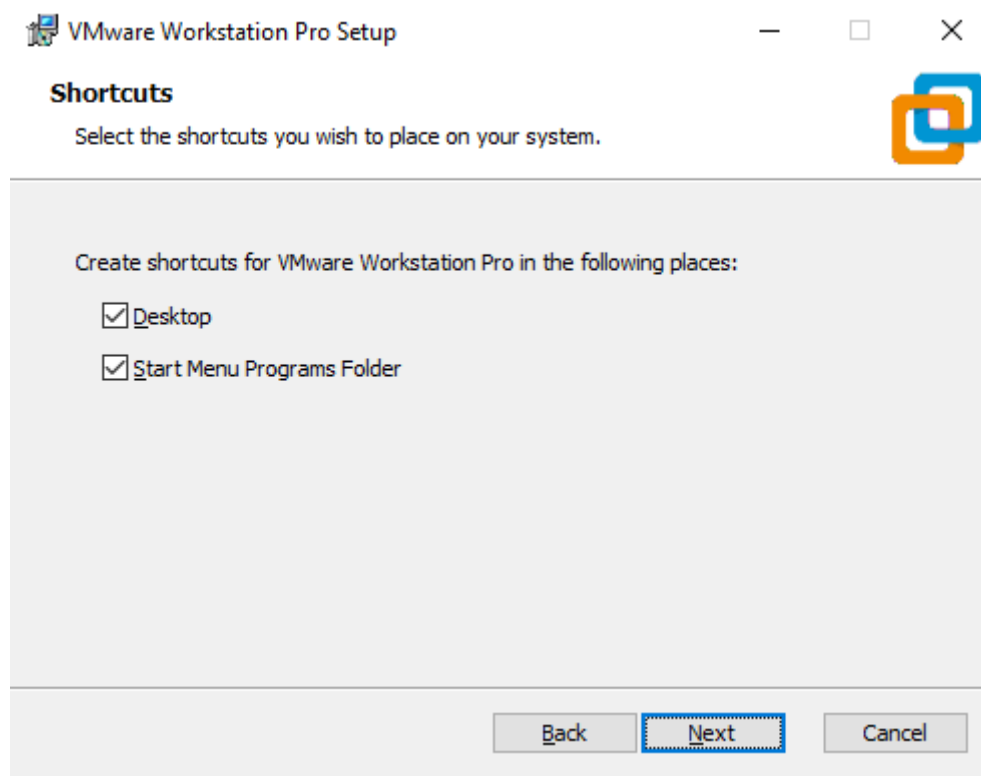 VMware Workstation Pro Setup
Shortcuts
Select the shortcuts you wish to place on your system.
Create shortcuts for VMware Workstation Pro in the following places:
Desktop
Start Menu Programs Folder
Back Next Cancel